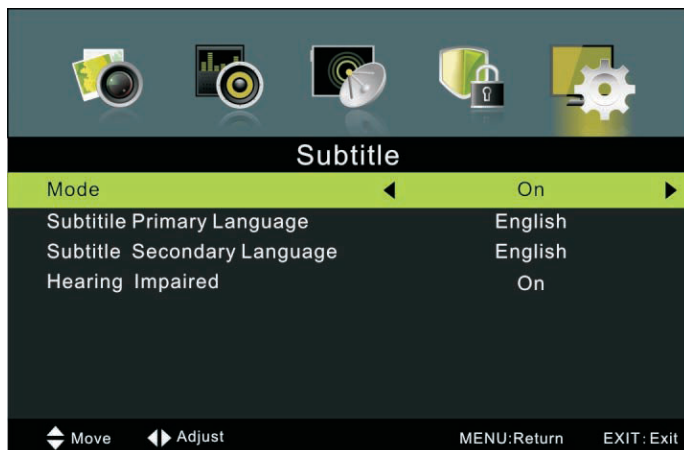 Subtitle
Mode On
Subtitile Primary Language English
Subtitle Secondary Language English
Hearing Impaired On
Move Adjust MENU:Return EXIT:Exit